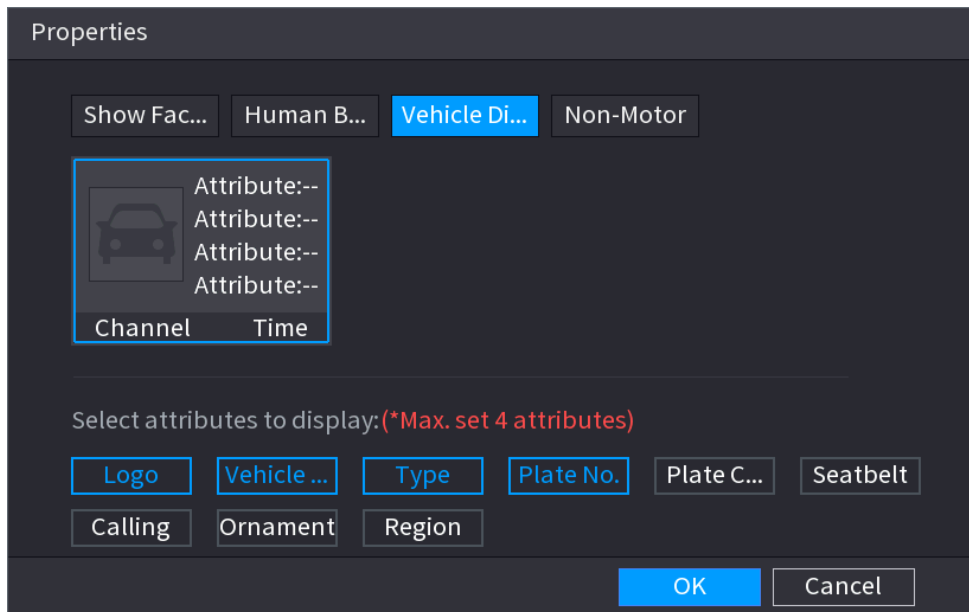 Properties
Show Fac... Human B... Vehicle Di... Non-Motor
Attribute:--
Attribute:--
Attribute:--
Attribute:--
Channel Time
Select attributes to display:(*Max. set 4 attributes)
Logo Vehicle ... Type Plate No. Plate C... Seatbelt
Calling Ornament Region
OK Cancel